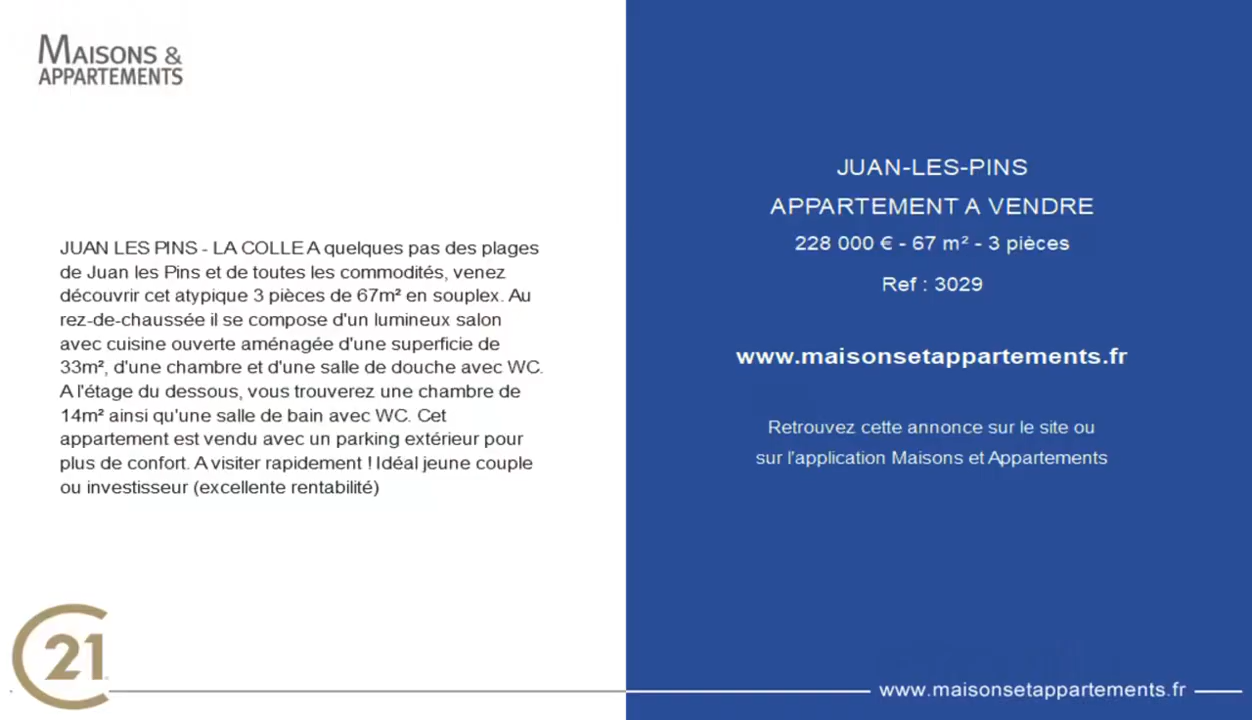 MAISONS &
APPARTEMENTS
JUAN LES PINS - LA COLLE A quelques pas des plages
de Juan les Pins et de toutes les commodités, venez
découvrir cet atypique 3 pièces de 67m² en souplex. Au
rez-de-chaussée il se compose d'un lumineux salon
avec cuisine ouverte aménagée d'une superficie de
33m², d'une chambre et d'une salle de douche avec WC.
A l'étage du dessous, vous trouverez une chambre de
14m² ainsi qu'une salle de bain avec WC. Cet
appartement est vendu avec un parking extérieur pour
plus de confort. A visiter rapidement ! Idéal jeune couple
ou investisseur (excellente rentabilité)
C21
JUAN-LES-PINS
APPARTEMENT A VENDRE
228 000 € - 67 m² - 3 pièces
Ref : 3029
www.maisonsetappartements.fr
Retrouvez cette annonce sur le site ou
sur l'application Maisons et Appartements
www.maisonsetappartements.fr